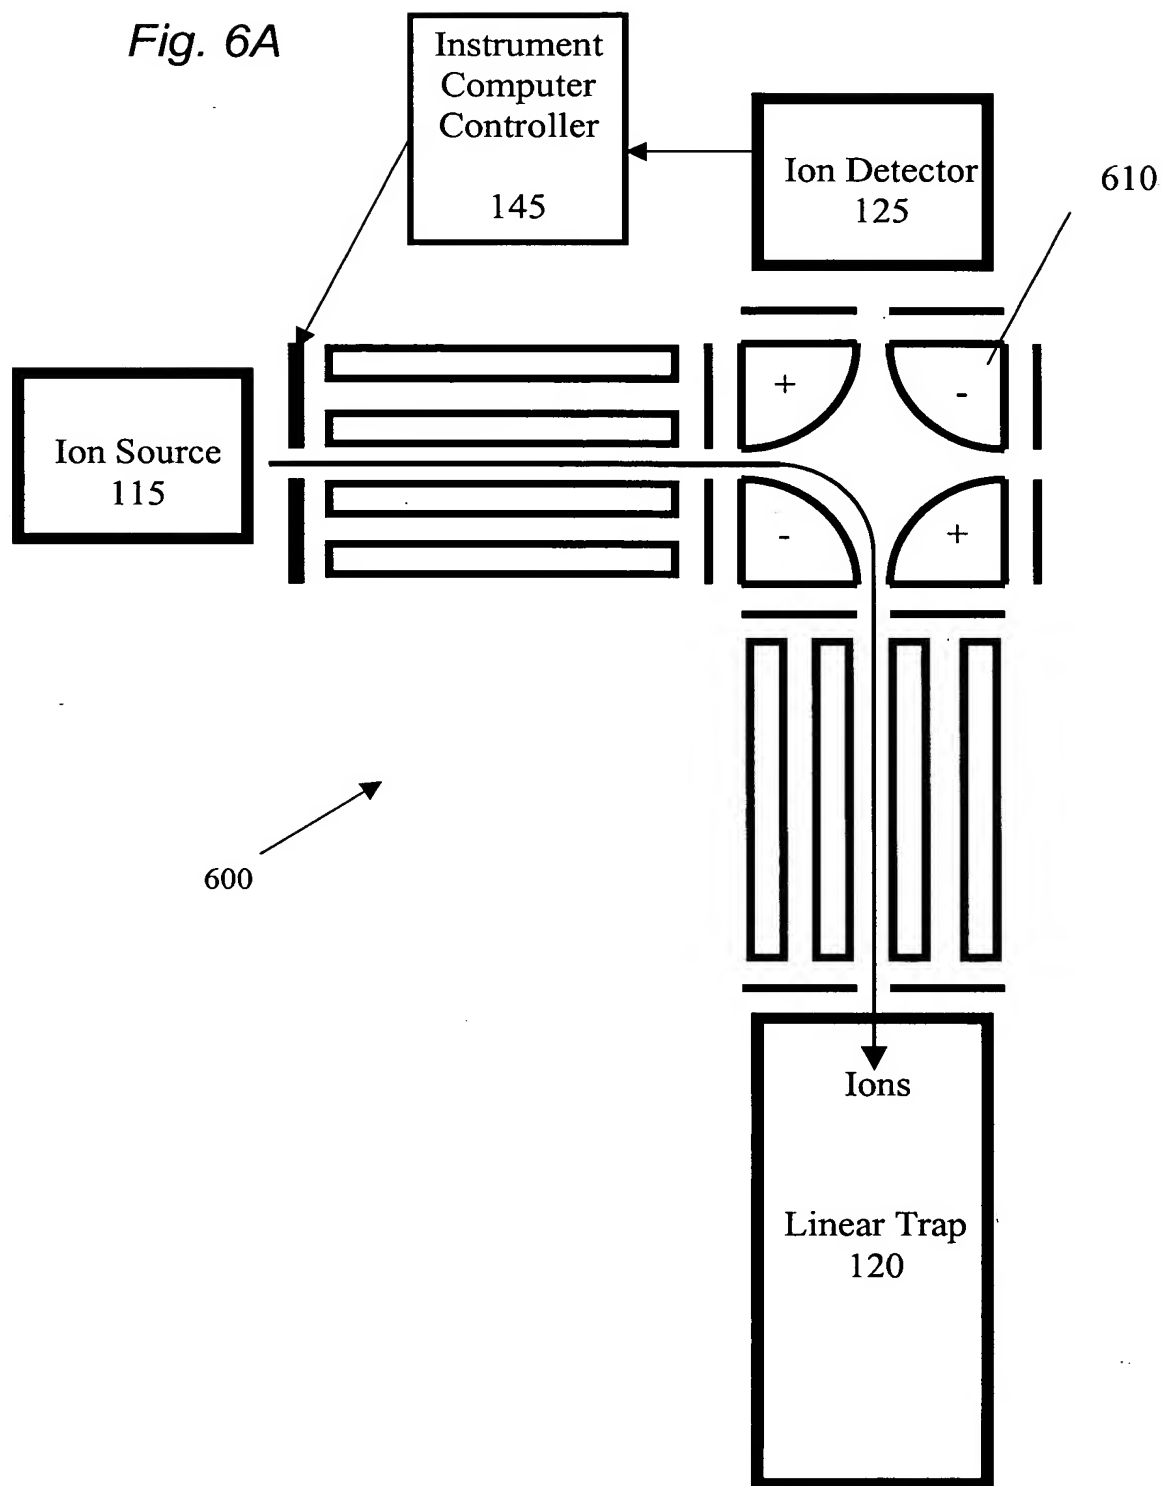 Fig. 6A
Instrument
Computer
Controller
145
Ion Detector
125
610
+
-
Ion Source
115
-
+
600
Ions
Linear Trap
120